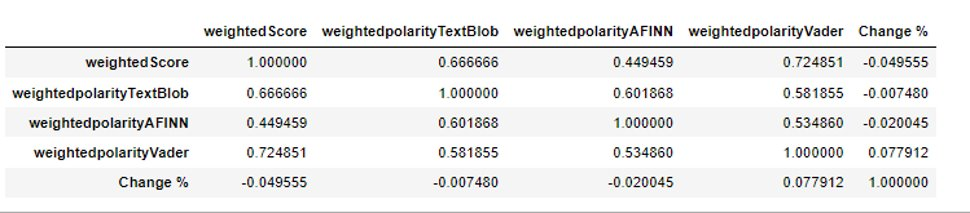 weightedScore weightedpolarityTextBlob weightedpolarityAFINN weightedpolarityVader Change %
weightedScore 1.000000 0.666666 0.449459 0.724851 -0.049555
weightedpolarityTextBlob 0.666666 1.000000 0.601868 0.581855 -0.007480
weightedpolarityAFINN 0.449459 0.601868 1.000000 0.534860 -0.020045
weightedpolarityVader 0.724851 0.581855 0.534860 1.000000 0.077912
Change % -0.049555 -0.007480 -0.020045 0.077912 1.000000